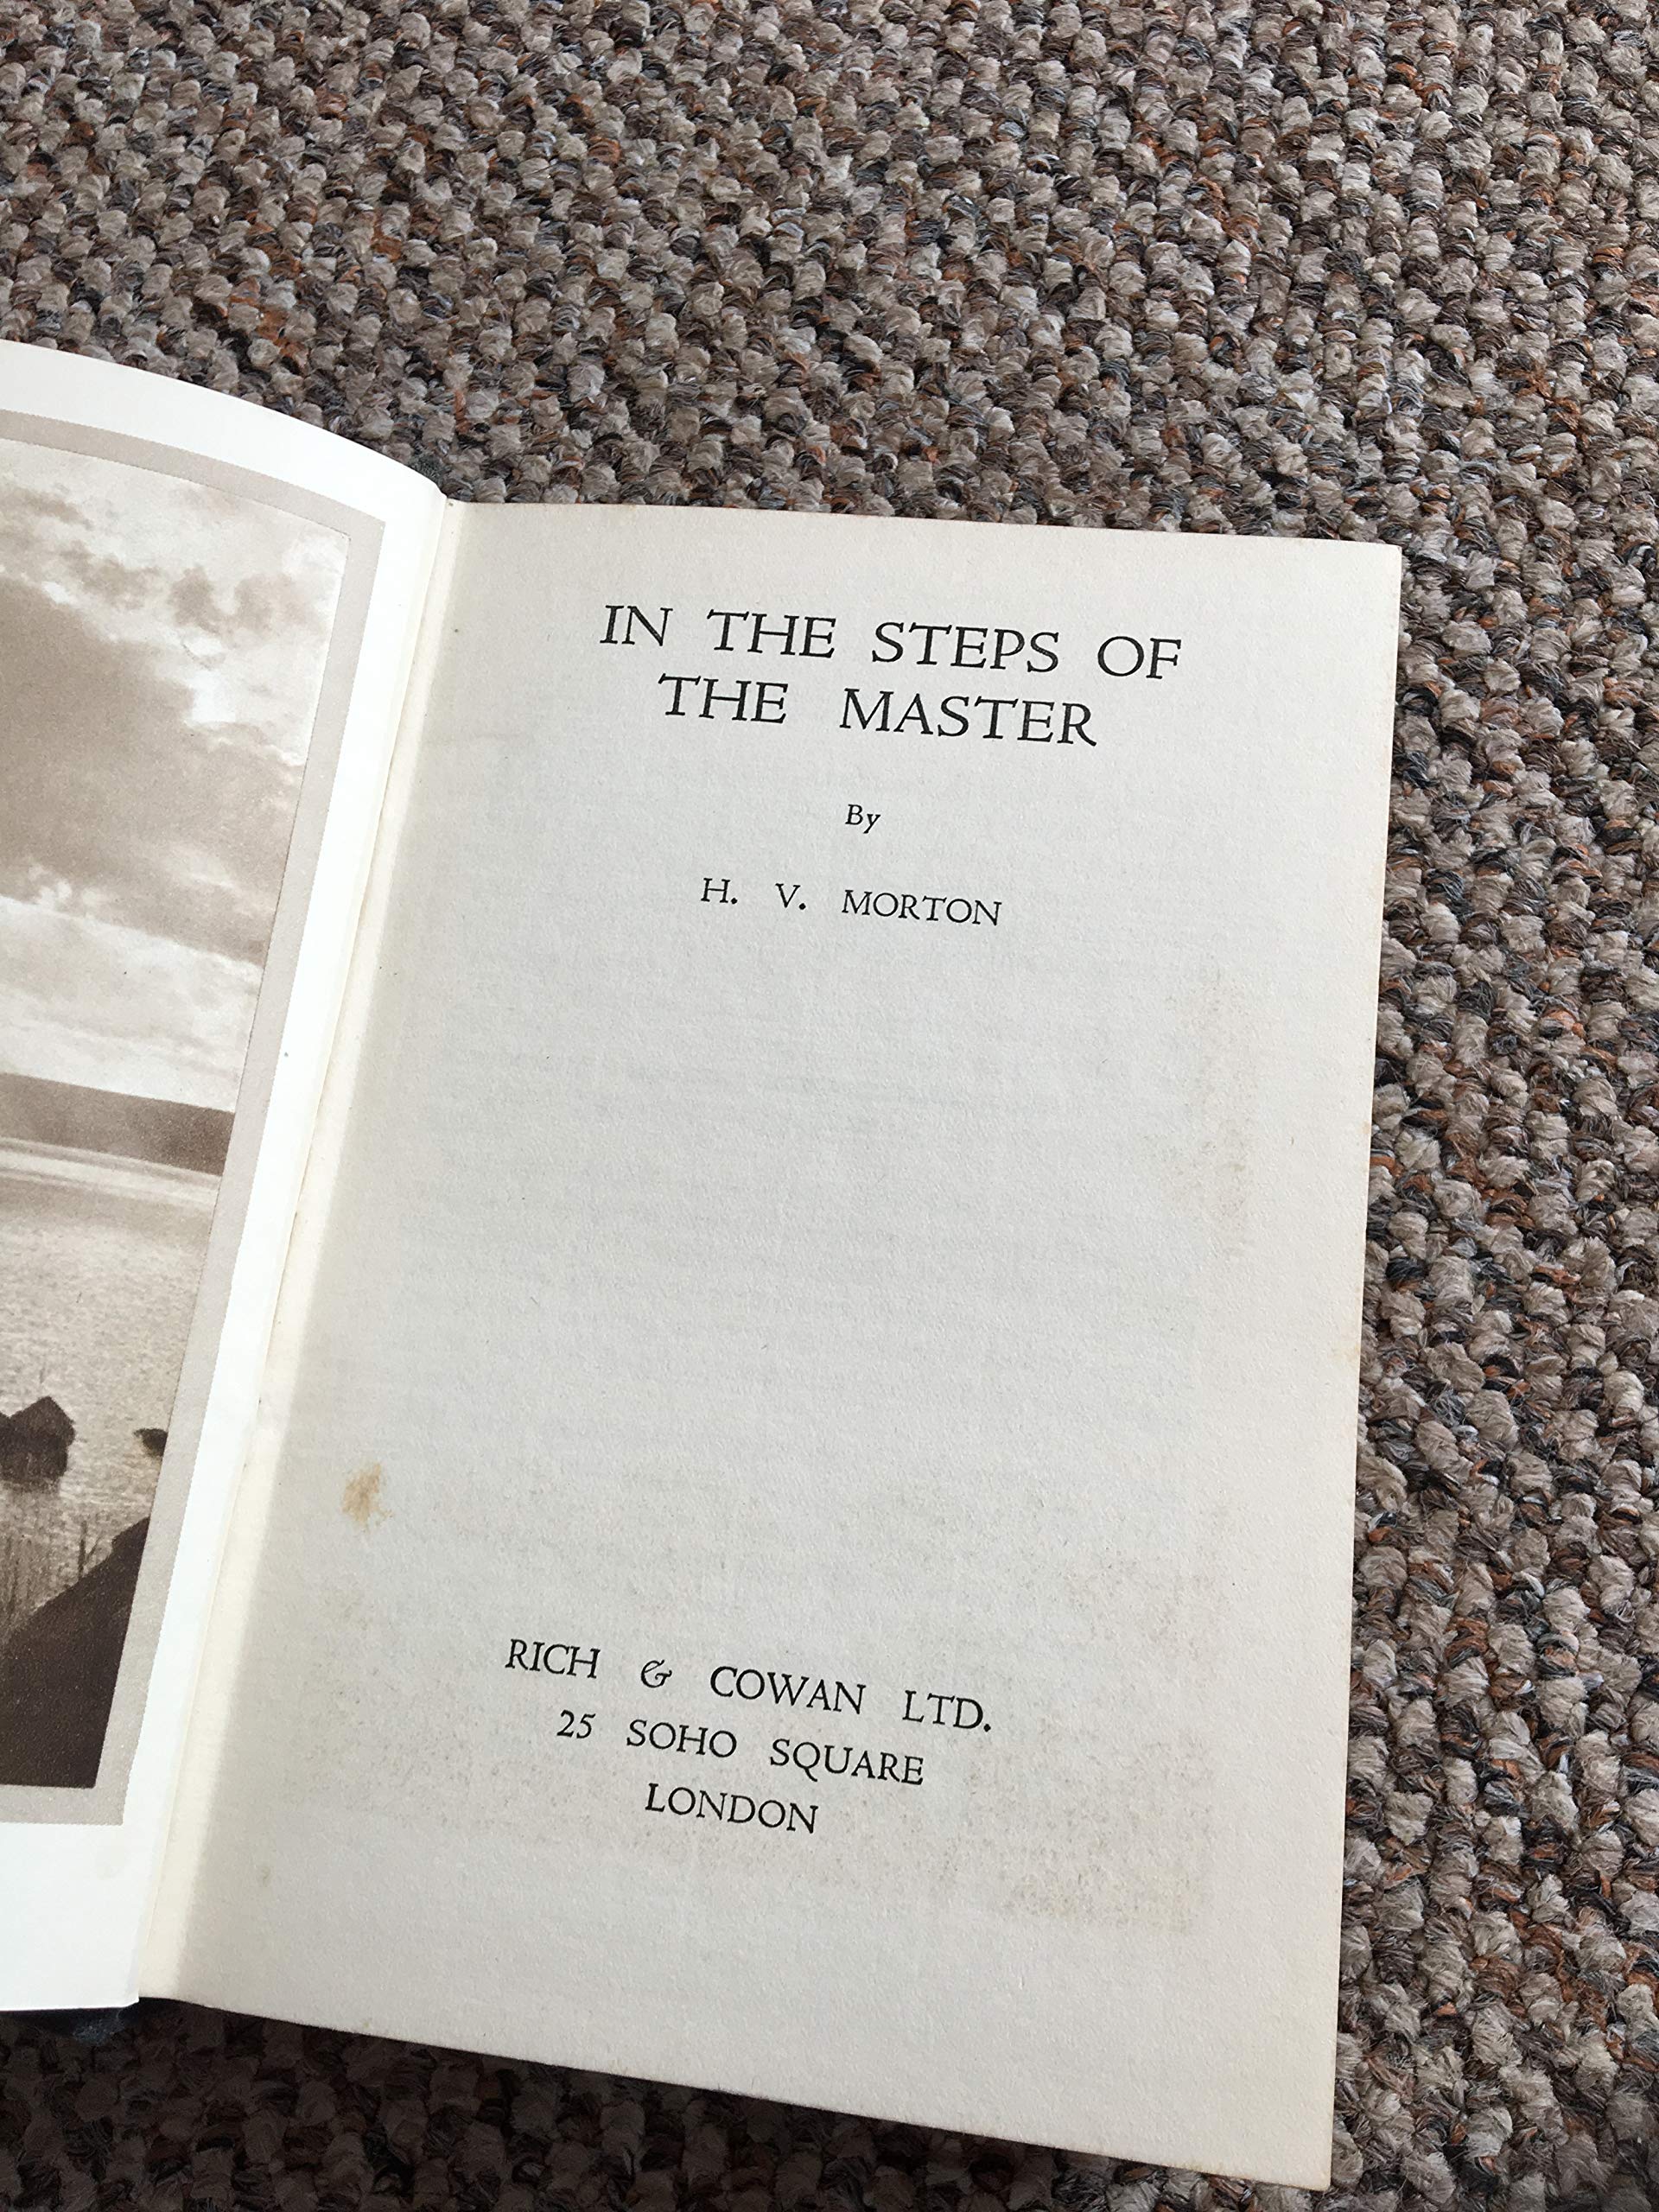 IN THE STEPS OF
THE MASTER
By
H. V. MORTON
RICH & COWAN LTD.
25 SOHO SQUARE
LONDON